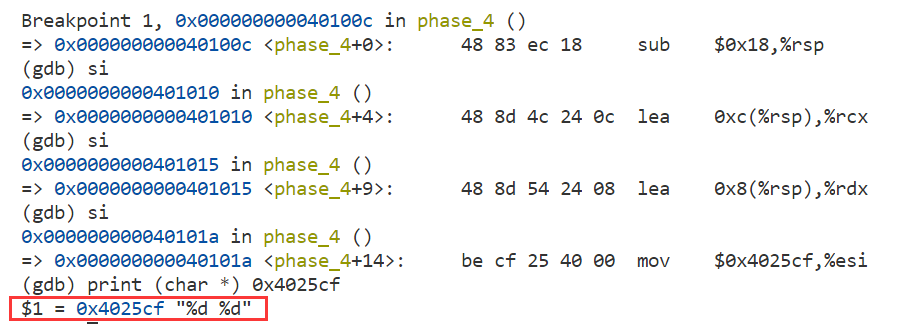 Breakpoint 1, 0x000000000040100c in phase_4 ()
=> 0x000000000040100c <phase_4+0>:      48 83 ec 18     sub    $0x18,%rsp
(gdb) si
0x0000000000401010 in phase_4 ()
=> 0x0000000000401010 <phase_4+4>:      48 8d 4c 24 0c  lea    0xc(%rsp),%rcx
(gdb) si
0x0000000000401015 in phase_4 ()
=> 0x0000000000401015 <phase_4+9>:      48 8d 54 24 08  lea    0x8(%rsp),%rdx
(gdb) si
0x000000000040101a in phase_4 ()
=> 0x000000000040101a <phase_4+14>:     be cf 25 40 00  mov    $0x4025cf,%esi
(gdb) print (char *) 0x4025cf
$1 = 0x4025cf "%d %d"